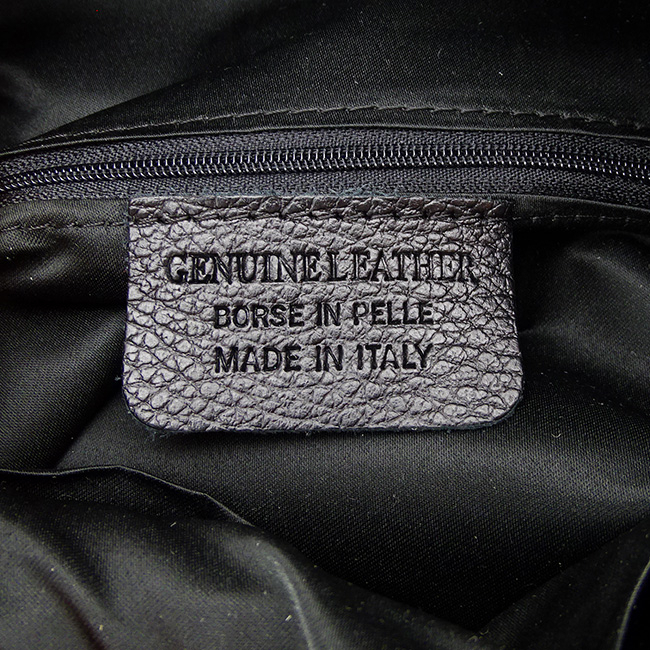 GENUINE LEATHER
BORSE IN PELLE
MADE IN ITALY